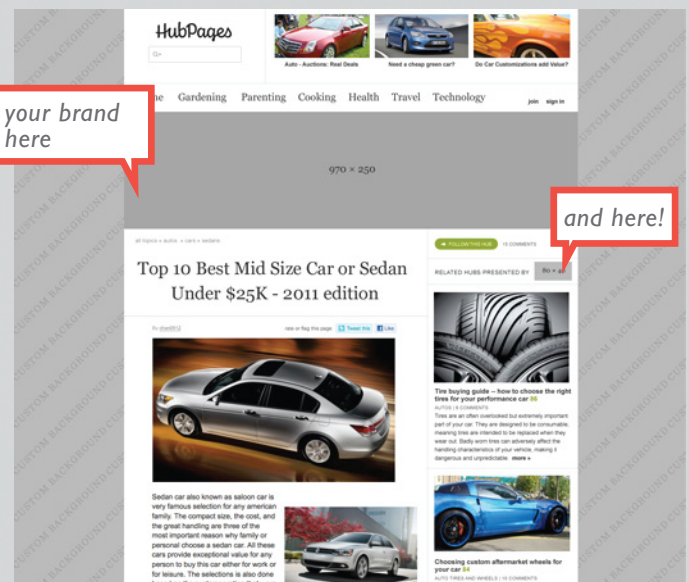 HubPages
G+
Auto - Auctions: Real Deals
Need a cheap green car?
Do Car Customizations add Value?
Gardening Parenting Cooking Health Travel Technology
join sign in
your brand
here
970 × 250
and here!
all topics » autos » cars » sedans
FOLLOW THIS HUB
10 COMMENTS
RELATED HUBS PRESENTED BY
Top 10 Best Mid Size Car or Sedan
Under $25K - 2011 edition
rate or flag this page
Tweet this
Like
Tire buying guide -- how to choose the right
tires for your performance car 86
AUTOS | 8 COMMENTS
Tires are an often overlooked but extremely important
part of your car. They are designed to be consumable,
meaning tires are intended to be replaced when they
wear out. Badly worn tires can adversely affect the
handling characteristics of your vehicle, making it
dangerous and unpredictable. more »
Sedan car also known as saloon car is
very famous selection for any american
family. The compact size, the cost, and
the great handling are three of the
most important reason why family or
personal choose a sedan car. All these
cars provide exceptional value for any
person to buy this car either for work or
for leisure. The selections is also done
Choosing custom aftermarket wheels for
your car 84
AUTO TIRES AND WHEELS | 10 COMMENTS
CUSTOM BACKGROUND